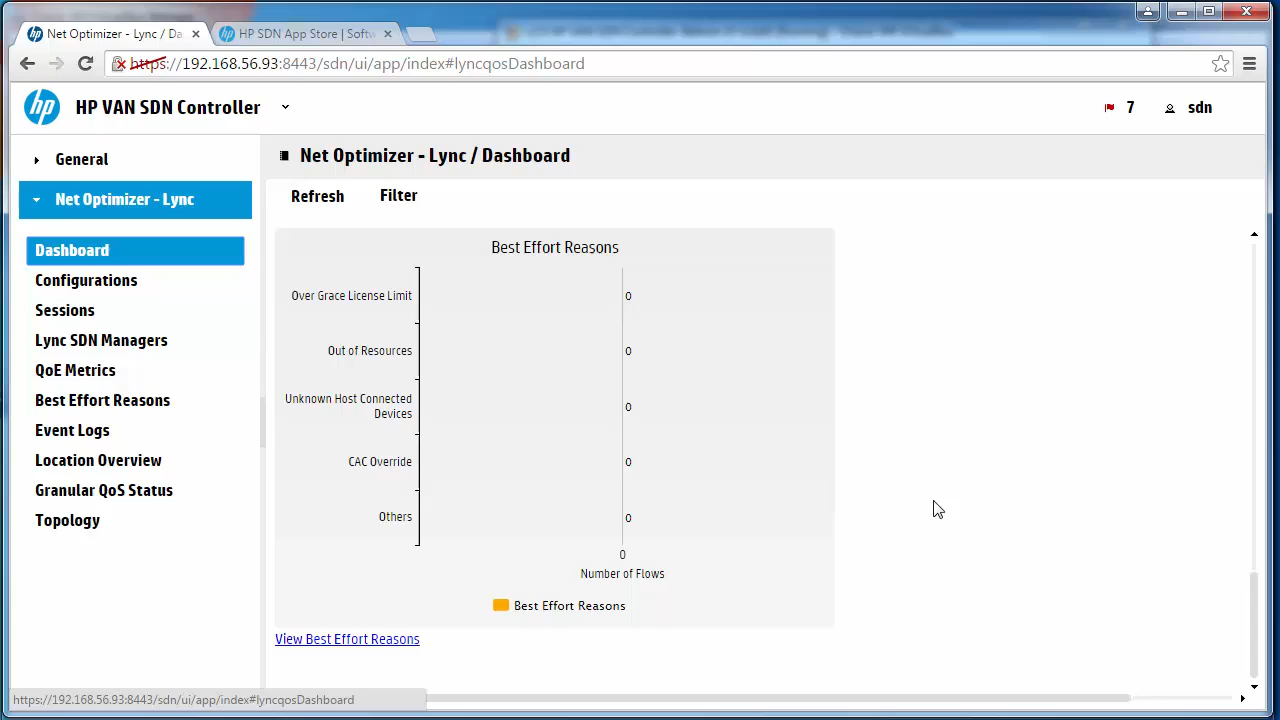 Net Optimizer - Lync / Da
HP SDN App Store | Softw
https://192.168.56.93:8443/sdn/ui/app/index#lyncqosDashboard
hp
HP VAN SDN Controller
7
sdn
General
Net Optimizer - Lync
Dashboard
Configurations
Sessions
Lync SDN Managers
QoE Metrics
Best Effort Reasons
Event Logs
Location Overview
Granular QoS Status
Topology
Net Optimizer - Lync / Dashboard
Refresh
Filter
Best Effort Reasons
Over Grace License Limit
0
Out of Resources
0
Unknown Host Connected
Devices
0
CAC Override
0
Others
0
0
Number of Flows
Best Effort Reasons
View Best Effort Reasons
https://192.168.56.93:8443/sdn/ui/app/index#lyncqosDashboard